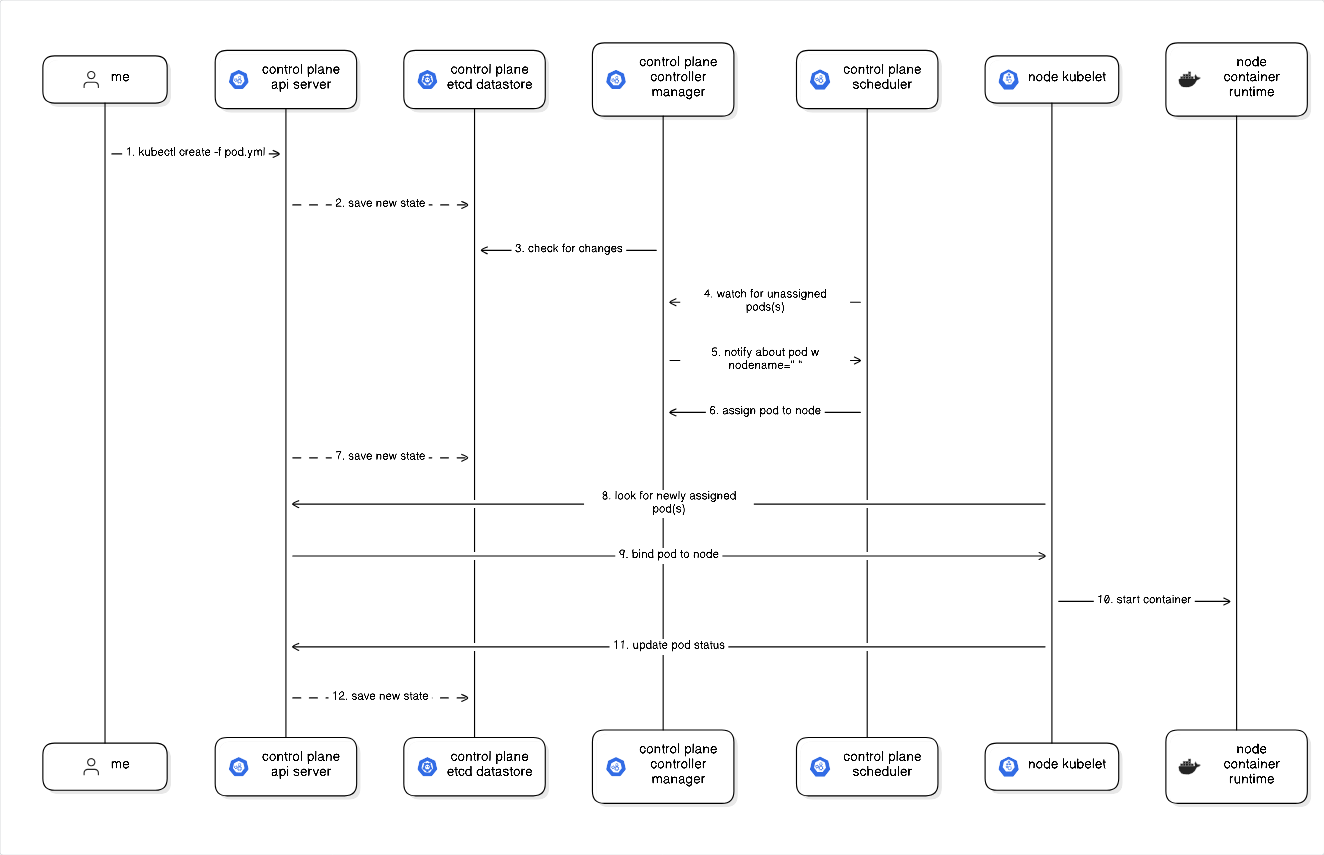 me
control plane
api server
control plane
etcd datastore
control plane
controller
manager
control plane
scheduler
node kubelet
node
container
runtime
1. kubectl create -f pod.yml
2. save new state
3. check for changes
4. watch for unassigned
pods(s)
5. notify about pod w
nodename=" "
6. assign pod to node
7. save new state
8. look for newly assigned
pod(s)
9. bind pod to node
10. start container
11. update pod status
12. save new state
me
control plane
api server
control plane
etcd datastore
control plane
controller
manager
control plane
scheduler
node kubelet
node
container
runtime